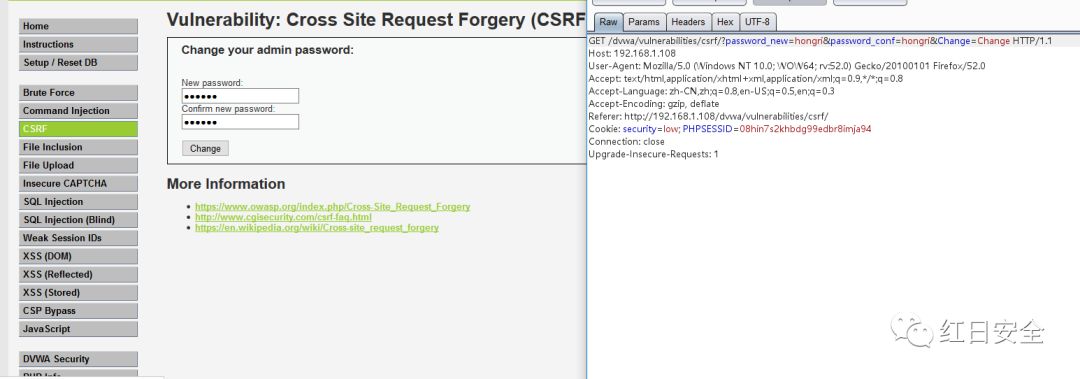 Home
Instructions
Setup / Reset DB
Brute Force
Command Injection
CSRF
File Inclusion
File Upload
Insecure CAPTCHA
SQL Injection
SQL Injection (Blind)
Weak Session IDs
XSS (DOM)
XSS (Reflected)
XSS (Stored)
CSP Bypass
JavaScript
DVWA Security
Vulnerability: Cross Site Request Forgery (CSRF
Change your admin password:
New password:
••••••
Confirm new password:
••••••
Change
More Information
https://www.owasp.org/index.php/Cross-Site_Request_Forgery
http://www.cgisecurity.com/csrf-faq.html
https://en.wikipedia.org/wiki/Cross-site_request_forgery
Raw Params Headers Hex UTF-8
GET /dvwa/vulnerabilities/csrf/?password_new=hongri&password_conf=hongri&Change=Change HTTP/1.1
Host: 192.168.1.108
User-Agent: Mozilla/5.0 (Windows NT 10.0; WOW64; rv:52.0) Gecko/20100101 Firefox/52.0
Accept: text/html,application/xhtml+xml,application/xml;q=0.9,*/*;q=0.8
Accept-Language: zh-CN,zh;q=0.8,en-US;q=0.5,en;q=0.3
Accept-Encoding: gzip, deflate
Referer: http://192.168.1.108/dvwa/vulnerabilities/csrf/
Cookie: security=low; PHPSESSID=08hin7s2khbdg99edbr8imja94
Connection: close
Upgrade-Insecure-Requests: 1
红日安全